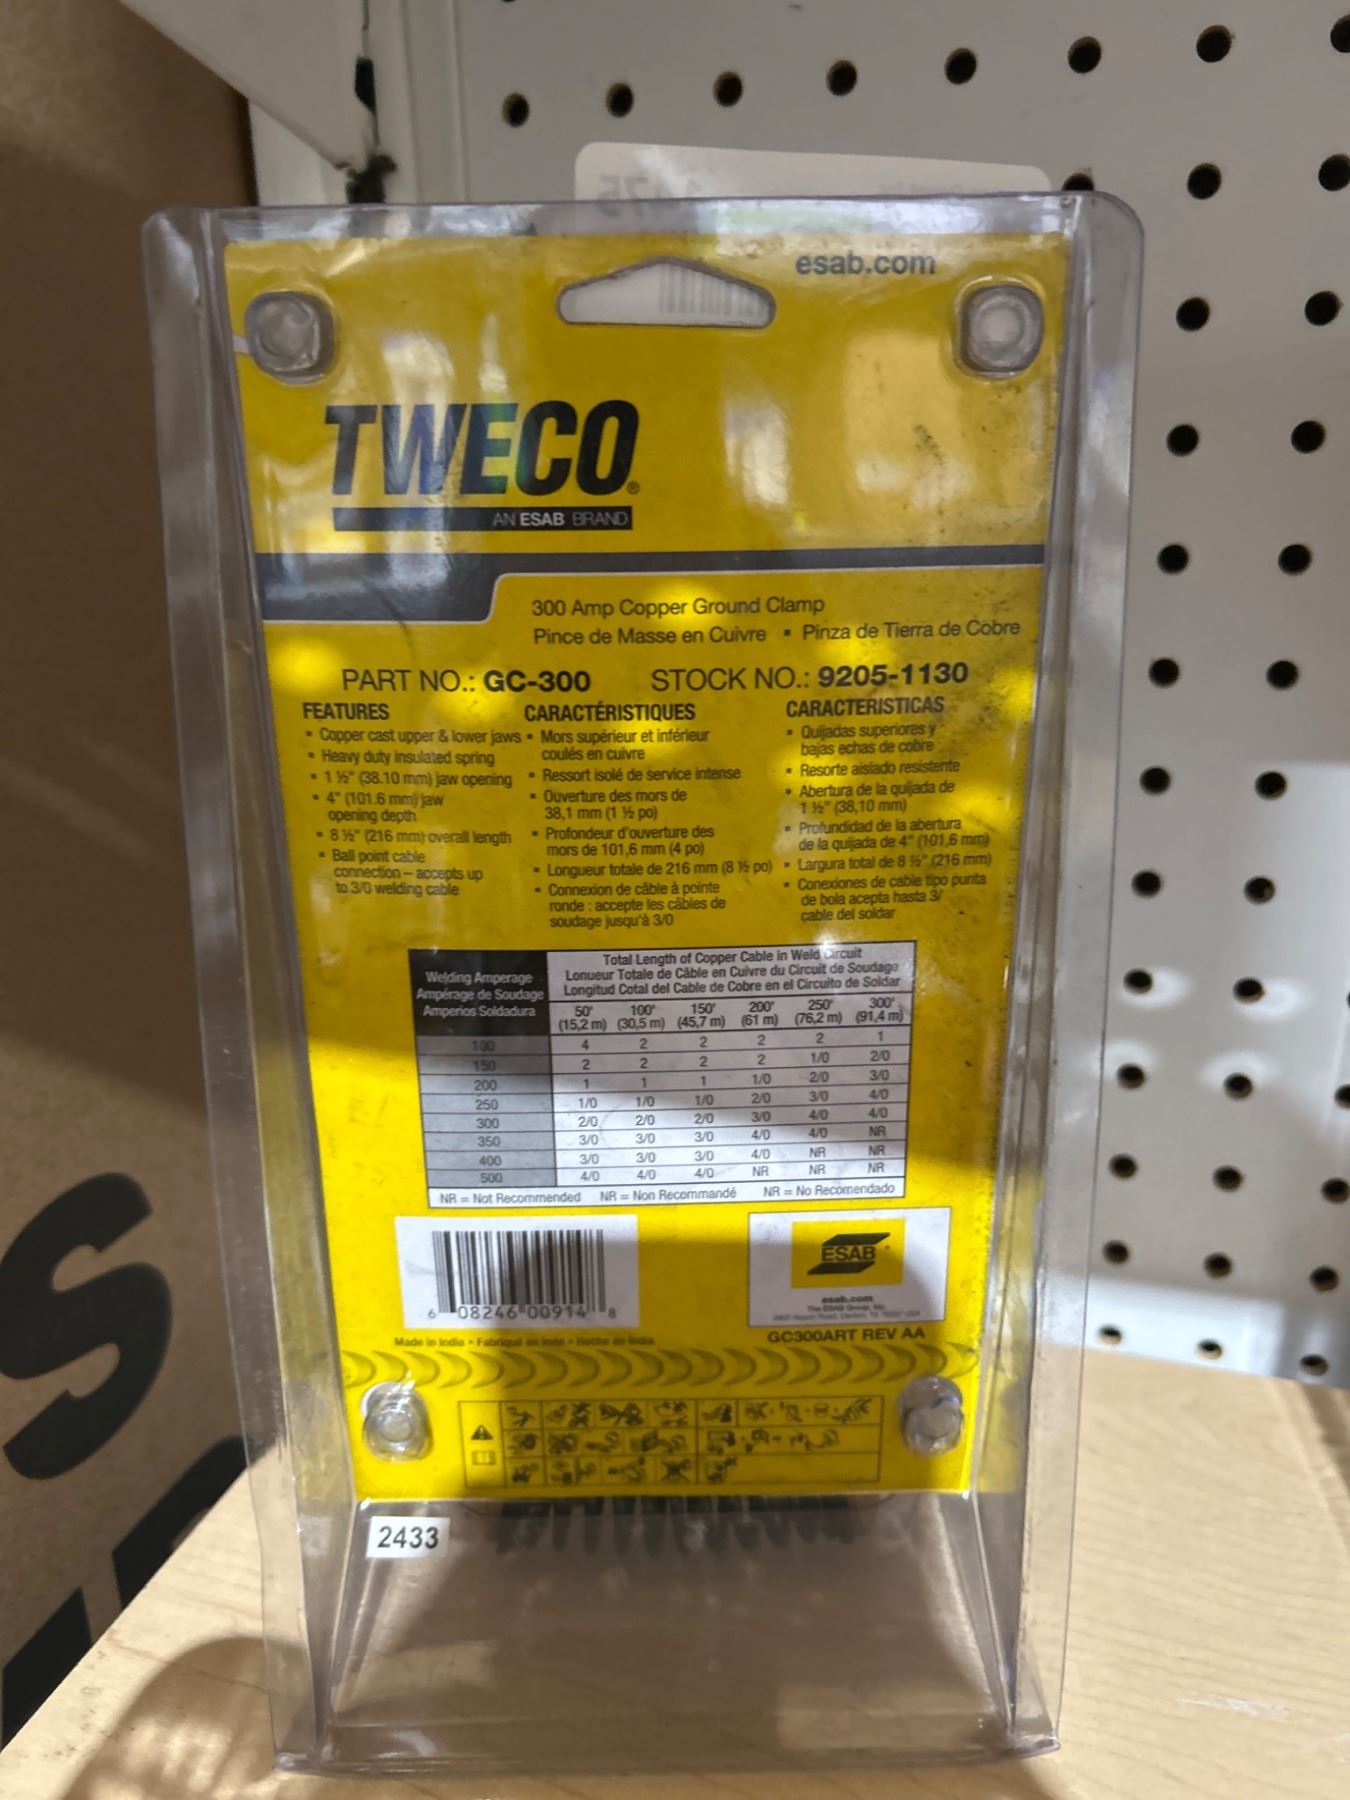 esab.com
TWECO®
AN ESAB BRAND
300 Amp Copper Ground Clamp
Pince de Masse en Cuivre ▪ Pinza de Tierra de Cobre
PART NO.: GC-300 STOCK NO.: 9205-1130
FEATURES
▪ Copper cast upper & lower jaws
▪ Heavy duty insulated spring
▪ 1 ½" (38.10 mm) jaw opening
▪ 4" (101.6 mm) jaw
opening depth
▪ 8 ½" (216 mm) overall length
▪ Ball point cable
connection – accepts up
to 3/0 welding cable
CARACTÉRISTIQUES
▪ Mors supérieur et inférieur
coulés en cuivre
▪ Ressort isolé de service intense
▪ Ouverture des mors de
38,1 mm (1 ½ po)
▪ Profondeur d'ouverture des
mors de 101,6 mm (4 po)
▪ Longueur totale de 216 mm (8 ½ po)
▪ Connexion de câble à pointe
ronde : accepte les câbles de
soudage jusqu'à 3/0
CARACTERISTICAS
▪ Quijadas superiores y
bajas echas de cobre
▪ Resorte aislado resistente
▪ Abertura de la quijada de
1 ½" (38,10 mm)
▪ Profundidad de la abertura
de la quijada de 4" (101,6 mm)
▪ Largura total de 8 ½" (216 mm)
▪ Conexiones de cable tipo punta
de bola acepta hasta 3/
cable del soldar
Welding Amperage
Ampérage de Soudage
Amperios Soldadura
Total Length of Copper Cable in Weld Circuit
Lonueur Totale de Câble en Cuivre du Circuit de Soudage
Longitud Cotal del Cable de Cobre en el Circuito de Soldar
50' 100' 150' 200' 250' 300'
(15,2 m) (30,5 m) (45,7 m) (61 m) (76,2 m) (91,4 m)
100 4 2 2 2 2 1
150 2 2 2 2 1/0 2/0
200 1 1 1 1/0 2/0 3/0
250 1/0 1/0 1/0 2/0 3/0 4/0
300 2/0 2/0 2/0 3/0 4/0 4/0
350 3/0 3/0 3/0 4/0 4/0 NR
400 3/0 3/0 3/0 4/0 NR NR
500 4/0 4/0 4/0 NR NR NR
NR = Not Recommended NR = Non Recommandé NR = No Recomendado
6 08246 00914 8
ESAB
esab.com
The ESAB Group, Inc.
Made in India • Fabriqué en Inde • Hecho en India
GC300ART REV AA
2433